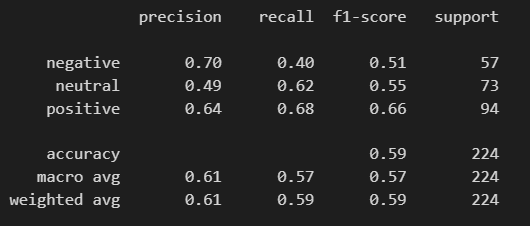 precision recall f1-score support
negative 0.70 0.40 0.51 57
neutral 0.49 0.62 0.55 73
positive 0.64 0.68 0.66 94
accuracy 0.59 224
macro avg 0.61 0.57 0.57 224
weighted avg 0.61 0.59 0.59 224